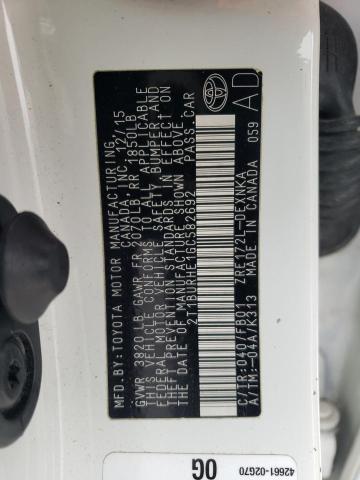 MFD.BY:TOYOTA MOTOR MANUFACTURING
CANADA,INC. 12/15
GVWR 3820 LB GAWR FR 2070LB RR 1850LB
THIS VEHICLE CONFORMS TO ALL APPLICABLE
FEDERAL MOTOR VEHICLE SAFETY, BUMPER AND
THEFT PREVENTION STANDARDS IN EFFECT ON
DATE OF MANUFACTURE SHOWN ABOVE.
2T1BURHE1GC582692 PASS.CAR
C/TR:040/FB01 ZRE172L-DEXNKA
A/TM:-04A/K313 MADE IN CANADA 059
TOYOTA
AD
42661-02G70
0G